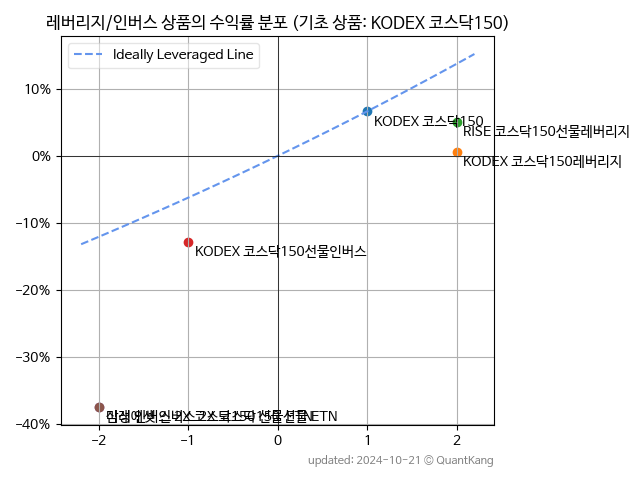 레버리지/인버스 상품의 수익률 분포 (기초 상품: KODEX 코스닥150)
Ideally Leveraged Line
10%
0%
−10%
−20%
−30%
−40%
KODEX 코스닥150
RISE 코스닥150선물레버리지
KODEX 코스닥150레버리지
KODEX 코스닥150선물인버스
ETN
−2
−1
0
1
2
updated: 2024-10-21 © QuantKang